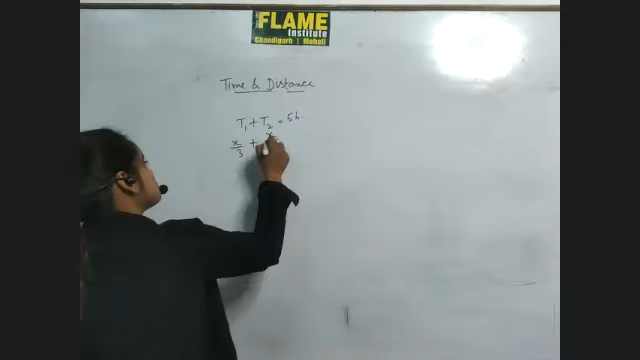 FLAME
Institute
Chandigarh | Mohali
Time & Distance
T₁ + T₂ = 5h.
x/3 + x